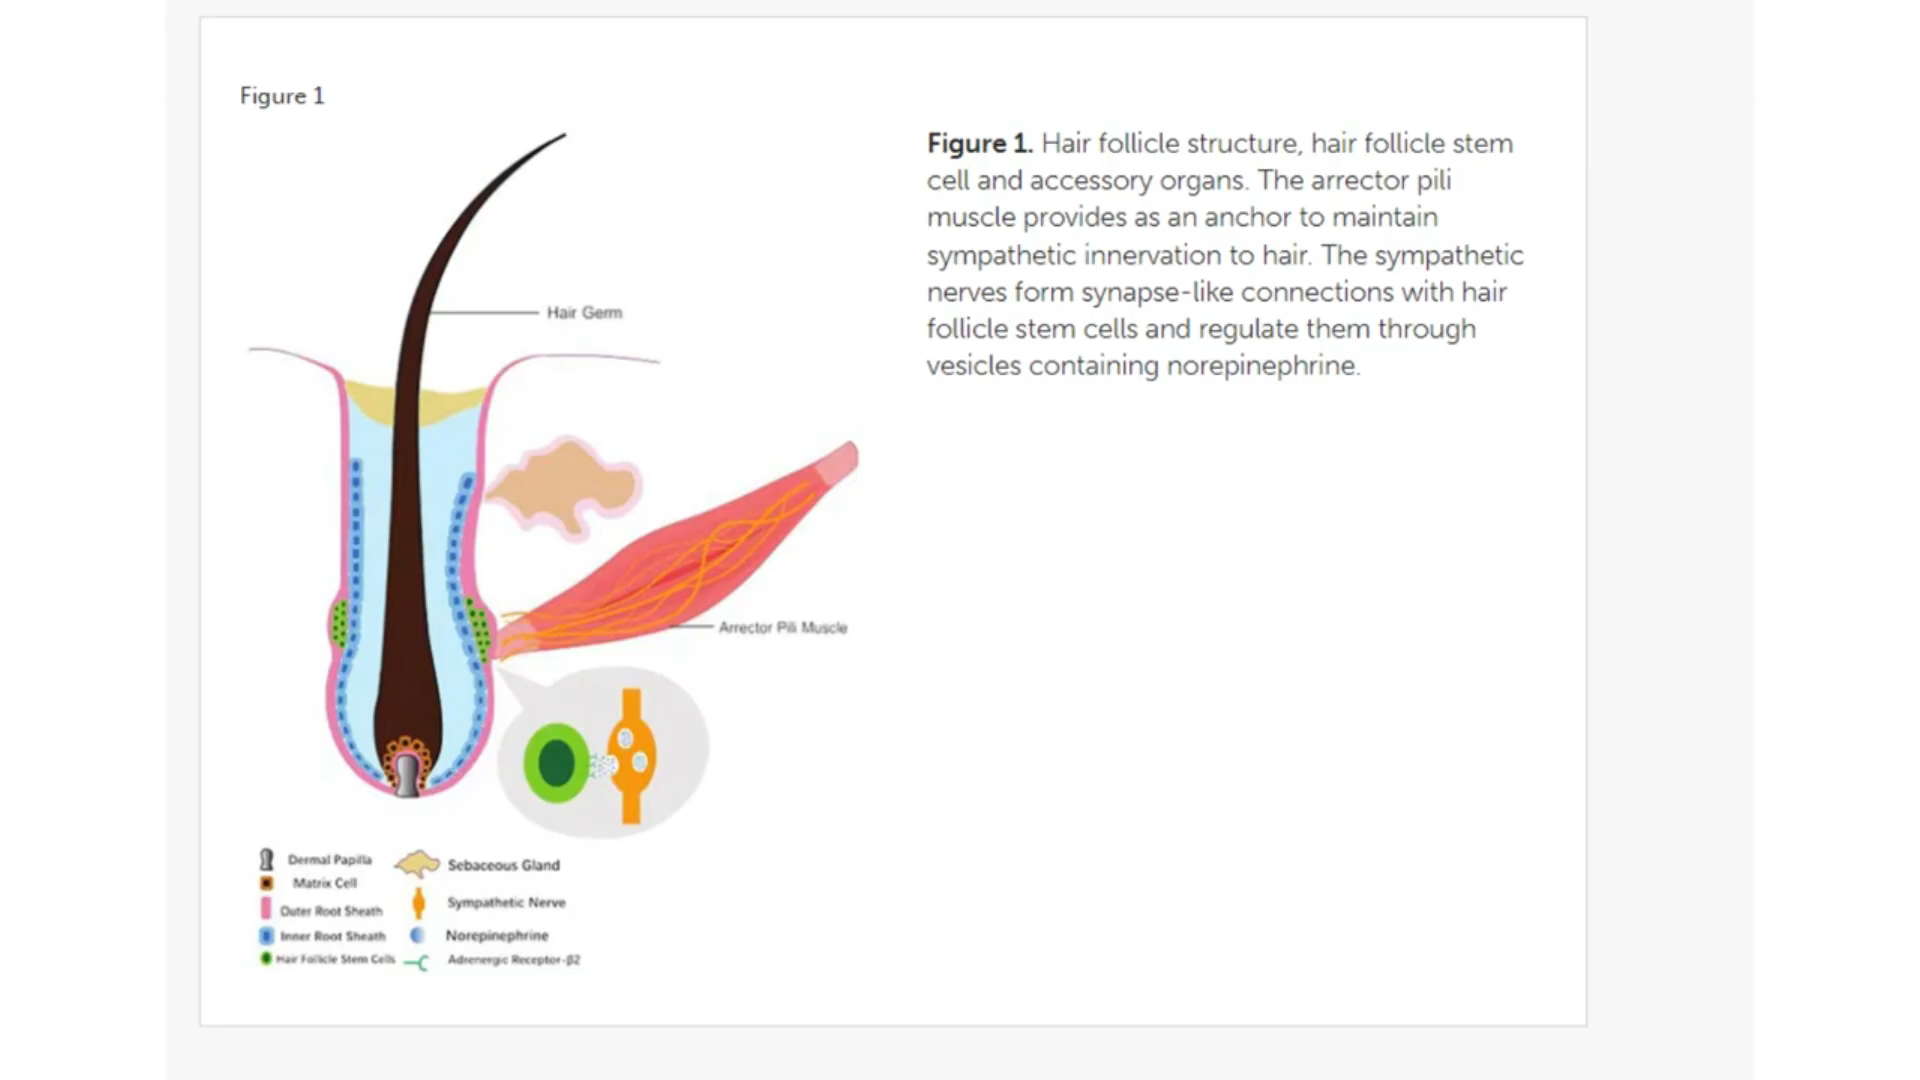 Figure 1
Figure 1. Hair follicle structure, hair follicle stem
cell and accessory organs. The arrector pili
muscle provides as an anchor to maintain
sympathetic innervation to hair. The sympathetic
nerves form synapse-like connections with hair
follicle stem cells and regulate them through
vesicles containing norepinephrine.
Hair Germ
Arrector Pili Muscle
Dermal Papilla
Matrix Cell
Outer Root Sheath
Inner Root Sheath
Hair Follicle Stem Cells
Sebaceous Gland
Sympathetic Nerve
Norepinephrine
Adrenergic Receptor-β2